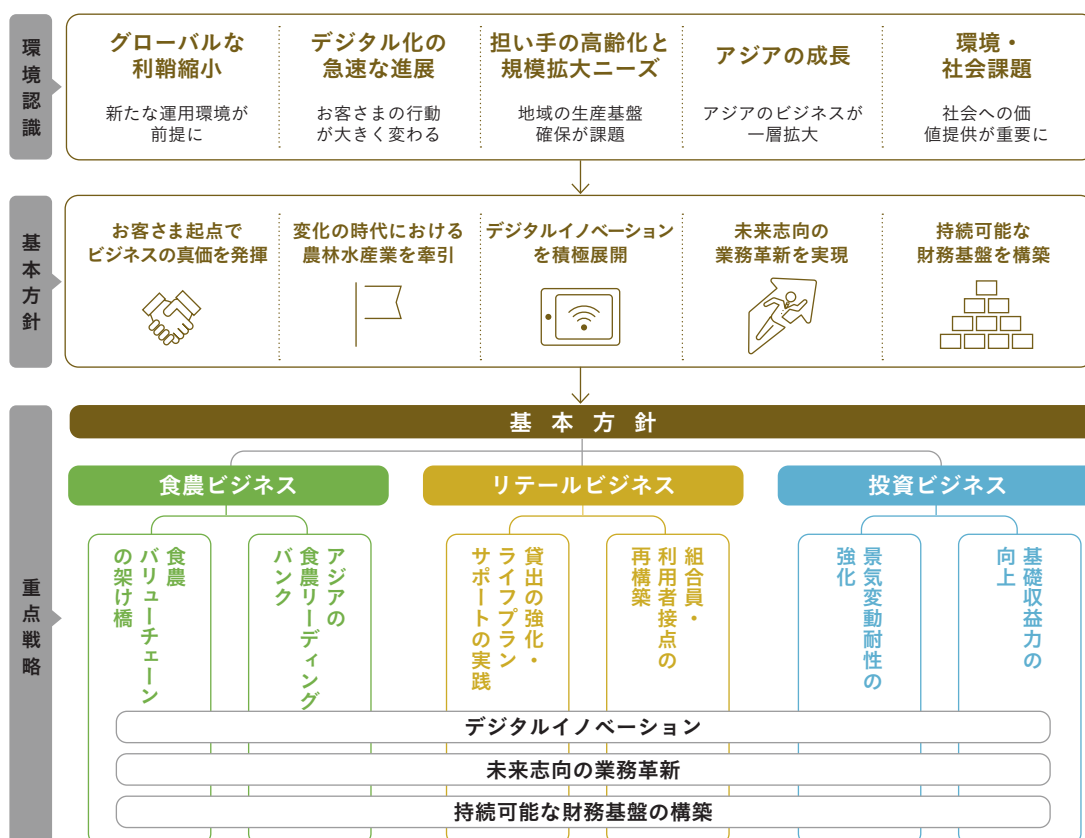 環境認識
グローバルな
利鞘縮小
新たな運用環境が
前提に
デジタル化の
急速な進展
お客さまの行動
が大きく変わる
担い手の高齢化と
規模拡大ニーズ
地域の生産基盤
確保が課題
アジアの成長
アジアのビジネスが
一層拡大
環境・
社会課題
社会への価
値提供が重要に
基本方針
お客さま起点で
ビジネスの真価を発揮
変化の時代における
農林水産業を牽引
デジタルイノベーション
を積極展開
未来志向の
業務革新を実現
持続可能な
財務基盤を構築
重点戦略
基本方針
食農ビジネス
食農
バリューチェーン
の架け橋
アジアの
食農リーディング
バンク
リテールビジネス
貸出の強化・
ライフプラン
サポートの実践
組合員・
利用者接点の
再構築
投資ビジネス
景気変動耐性の
強化
基礎収益力の
向上
デジタルイノベーション
未来志向の業務革新
持続可能な財務基盤の構築